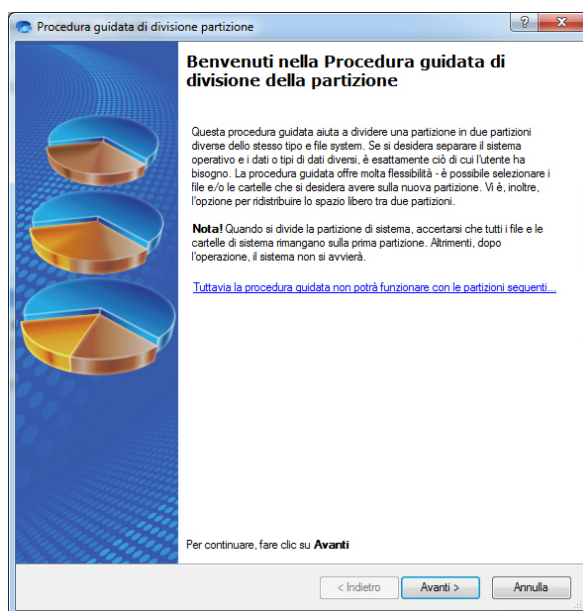 Procedura guidata di divisione partizione
Benvenuti nella Procedura guidata di
divisione della partizione
Questa procedura guidata aiuta a dividere una partizione in due partizioni
diverse dello stesso tipo e file system. Se si desidera separare il sistema
operativo e i dati o tipi di dati diversi, è esattamente ciò di cui l'utente ha
bisogno. La procedura guidata offre molta flessibilità - è possibile selezionare i
file e/o le cartelle che si desidera avere sulla nuova partizione. Vi è, inoltre,
l'opzione per ridistribuire lo spazio libero tra due partizioni.
Nota! Quando si divide la partizione di sistema, accertarsi che tutti i file e le
cartelle di sistema rimangano sulla prima partizione. Altrimenti, dopo
l'operazione, il sistema non si avvierà.
Tuttavia la procedura guidata non potrà funzionare con le partizioni seguenti...
Per continuare, fare clic su Avanti
< Indietro Avanti > Annulla